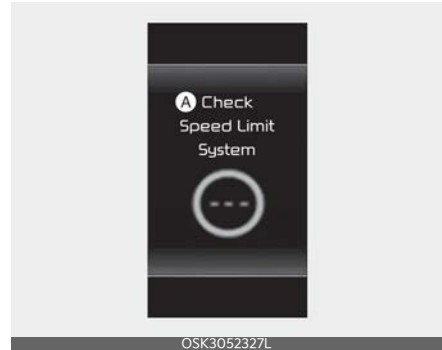 A Check
Speed Limit
System
---
OSK3052327L